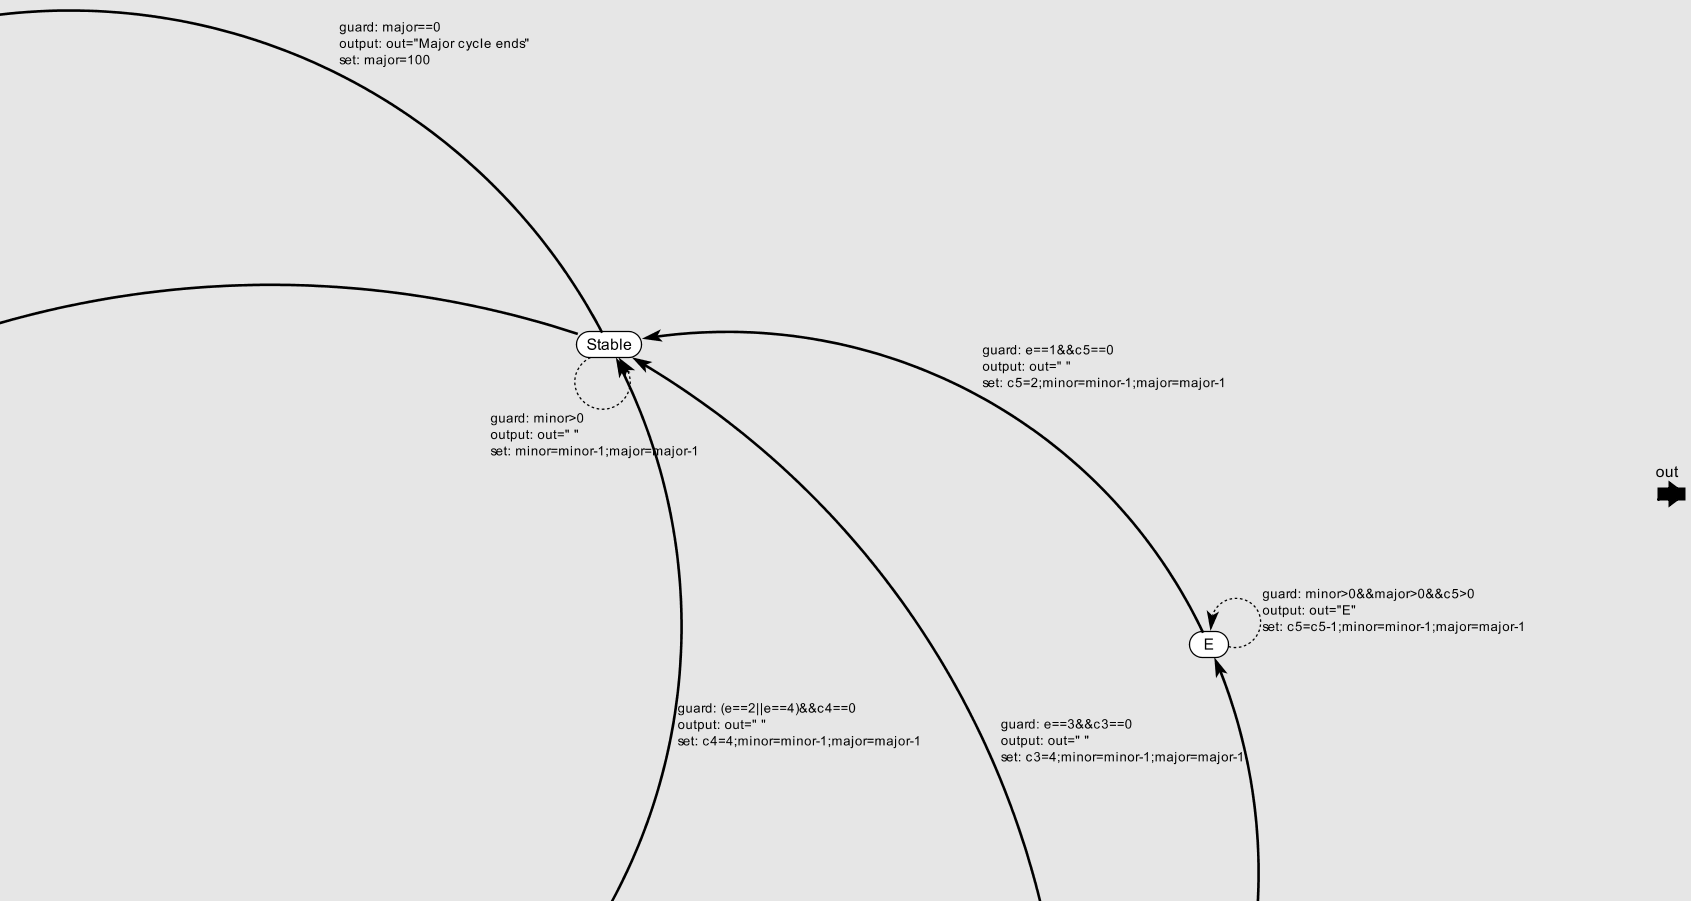 guard: major==0
output: out="Major cycle ends"
set: major=100
Stable
guard: e==1&&c5==0
output: out=" "
set: c5=2;minor=minor-1;major=major-1
guard: minor>0
output: out=" "
set: minor=minor-1;major=major-1
out
guard: minor>0&&major>0&&c5>0
output: out="E"
set: c5=c5-1;minor=minor-1;major=major-1
E
guard: (e==2||e==4)&&c4==0
output: out=" "
set: c4=4;minor=minor-1;major=major-1
guard: e==3&&c3==0
output: out=" "
set: c3=4;minor=minor-1;major=major-1